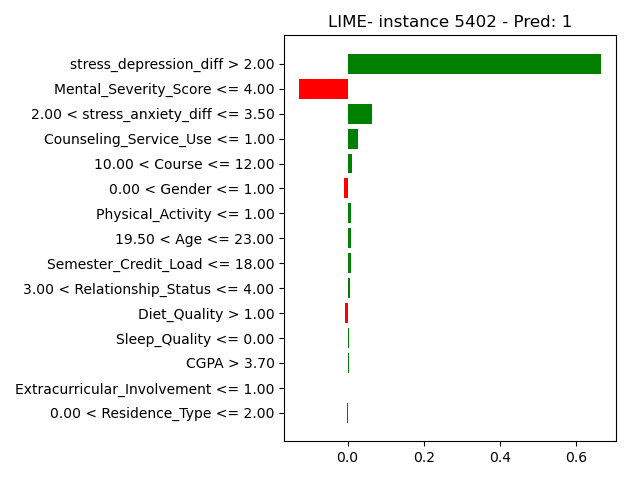 LIME- instance 5402 - Pred: 1
stress_depression_diff > 2.00
Mental_Severity_Score <= 4.00
2.00 < stress_anxiety_diff <= 3.50
Counseling_Service_Use <= 1.00
10.00 < Course <= 12.00
0.00 < Gender <= 1.00
Physical_Activity <= 1.00
19.50 < Age <= 23.00
Semester_Credit_Load <= 18.00
3.00 < Relationship_Status <= 4.00
Diet_Quality > 1.00
Sleep_Quality <= 0.00
CGPA > 3.70
Extracurricular_Involvement <= 1.00
0.00 < Residence_Type <= 2.00
0.0 0.2 0.4 0.6